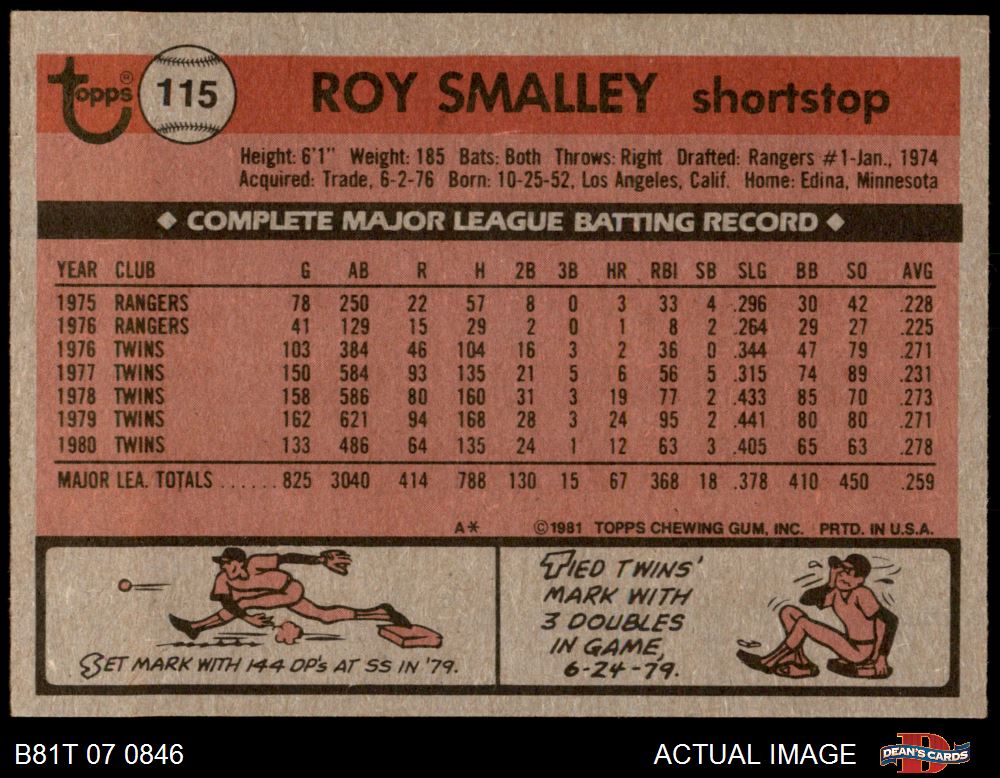 topps® 115 ROY SMALLEY shortstop
Height: 6'1" Weight: 185 Bats: Both Throws: Right Drafted: Rangers #1-Jan., 1974
Acquired: Trade, 6-2-76 Born: 10-25-52, Los Angeles, Calif. Home: Edina, Minnesota
◆ COMPLETE MAJOR LEAGUE BATTING RECORD ◆
YEAR CLUB G AB R H 2B 3B HR RBI SB SLG BB SO AVG
1975 RANGERS 78 250 22 57 8 0 3 33 4 .296 30 42 .228
1976 RANGERS 41 129 15 29 2 0 1 8 2 .264 29 27 .225
1976 TWINS 103 384 46 104 16 3 2 36 0 .344 47 79 .271
1977 TWINS 150 584 93 135 21 5 6 56 5 .315 74 89 .231
1978 TWINS 158 586 80 160 31 3 19 77 2 .433 85 70 .273
1979 TWINS 162 621 94 168 28 3 24 95 2 .441 80 80 .271
1980 TWINS 133 486 64 135 24 1 12 63 3 .405 65 63 .278
MAJOR LEA. TOTALS ...... 825 3040 414 788 130 15 67 368 18 .378 410 450 .259
A* ©1981 TOPPS CHEWING GUM, INC. PRTD. IN U.S.A.
SET MARK WITH 144 DP's AT SS IN '79.
TIED TWINS'
MARK WITH
3 DOUBLES
IN GAME,
6-24-79.
B81T 07 0846 ACTUAL IMAGE DEAN'S CARDS